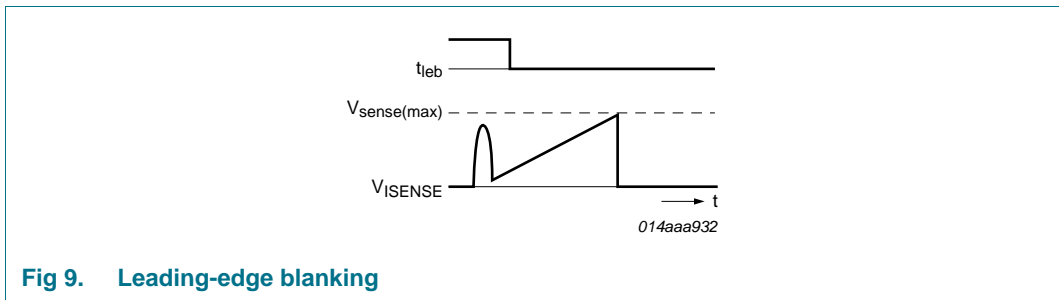 tleb
Vsense(max)
VISENSE
t
014aaa932
Fig 9. Leading-edge blanking